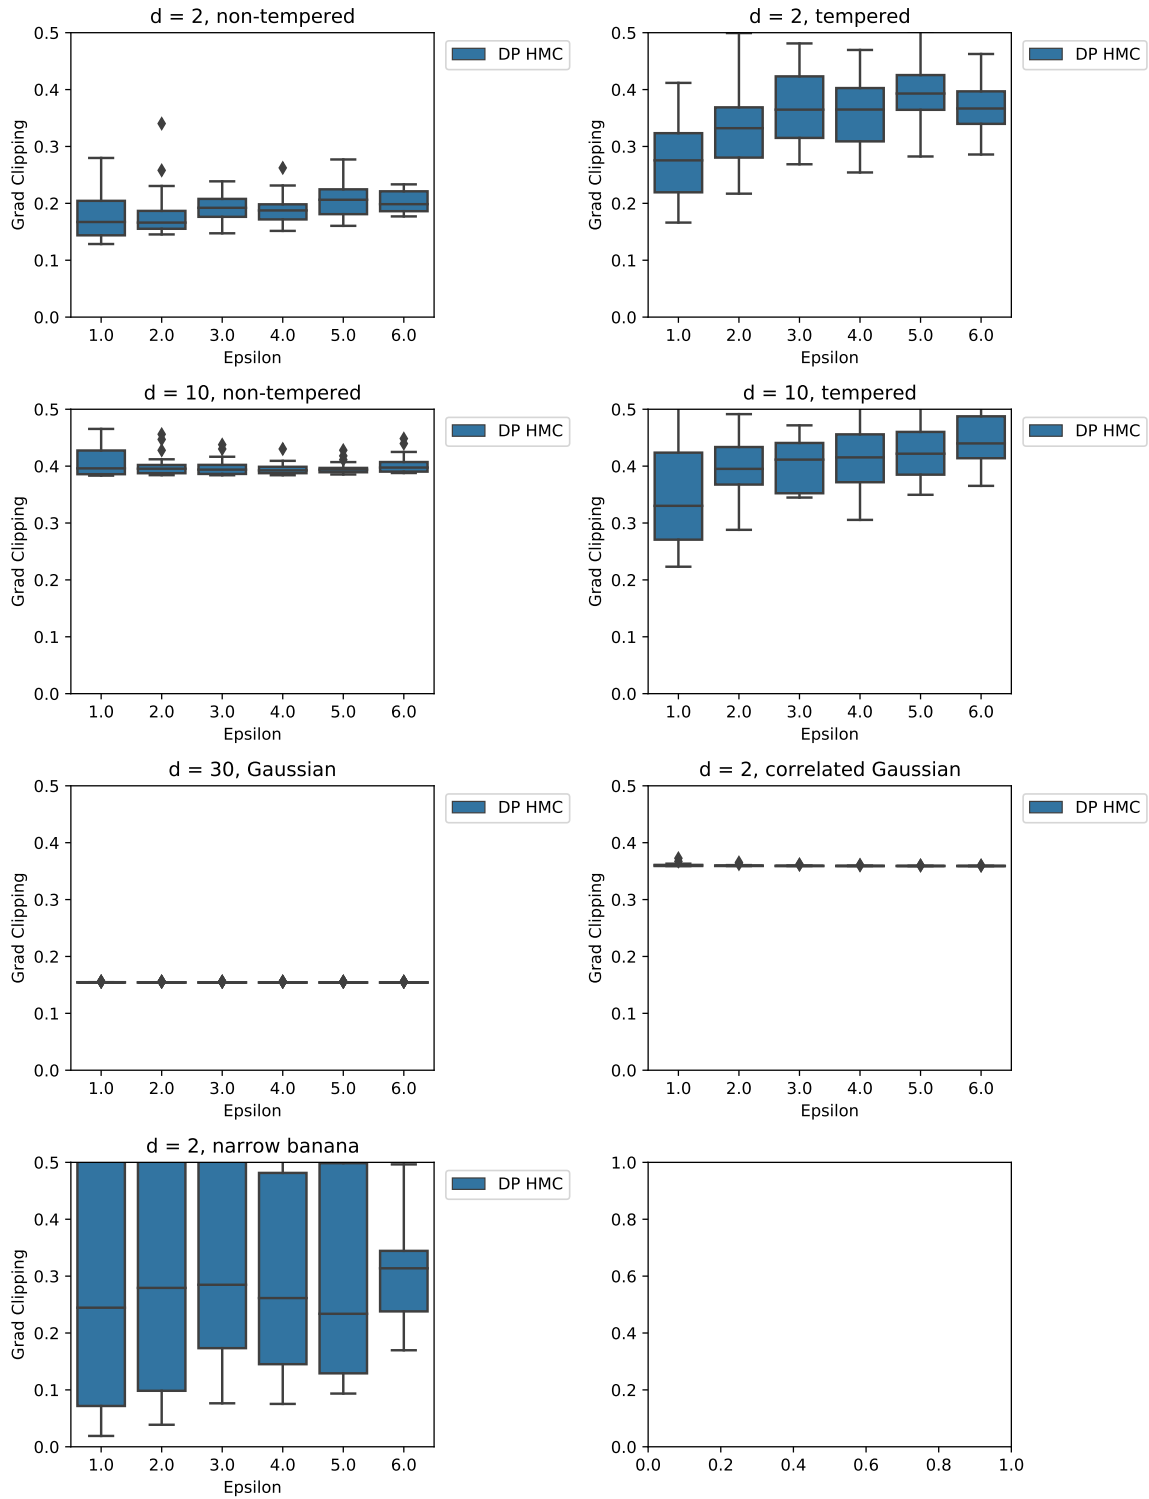 d = 2, non-tempered
0.5
0.4
0.3
0.2
0.1
0.0
Grad Clipping
1.0 2.0 3.0 4.0 5.0 6.0
Epsilon
DP HMC
d = 2, tempered
0.5
0.4
0.3
0.2
0.1
0.0
Grad Clipping
1.0 2.0 3.0 4.0 5.0 6.0
Epsilon
DP HMC
d = 10, non-tempered
0.5
0.4
0.3
0.2
0.1
0.0
Grad Clipping
1.0 2.0 3.0 4.0 5.0 6.0
Epsilon
DP HMC
d = 10, tempered
0.5
0.4
0.3
0.2
0.1
0.0
Grad Clipping
1.0 2.0 3.0 4.0 5.0 6.0
Epsilon
DP HMC
d = 30, Gaussian
0.5
0.4
0.3
0.2
0.1
0.0
Grad Clipping
1.0 2.0 3.0 4.0 5.0 6.0
Epsilon
DP HMC
d = 2, correlated Gaussian
0.5
0.4
0.3
0.2
0.1
0.0
Grad Clipping
1.0 2.0 3.0 4.0 5.0 6.0
Epsilon
DP HMC
d = 2, narrow banana
0.5
0.4
0.3
0.2
0.1
0.0
Grad Clipping
1.0 2.0 3.0 4.0 5.0 6.0
Epsilon
DP HMC
1.0
0.8
0.6
0.4
0.2
0.0
0.0 0.2 0.4 0.6 0.8 1.0